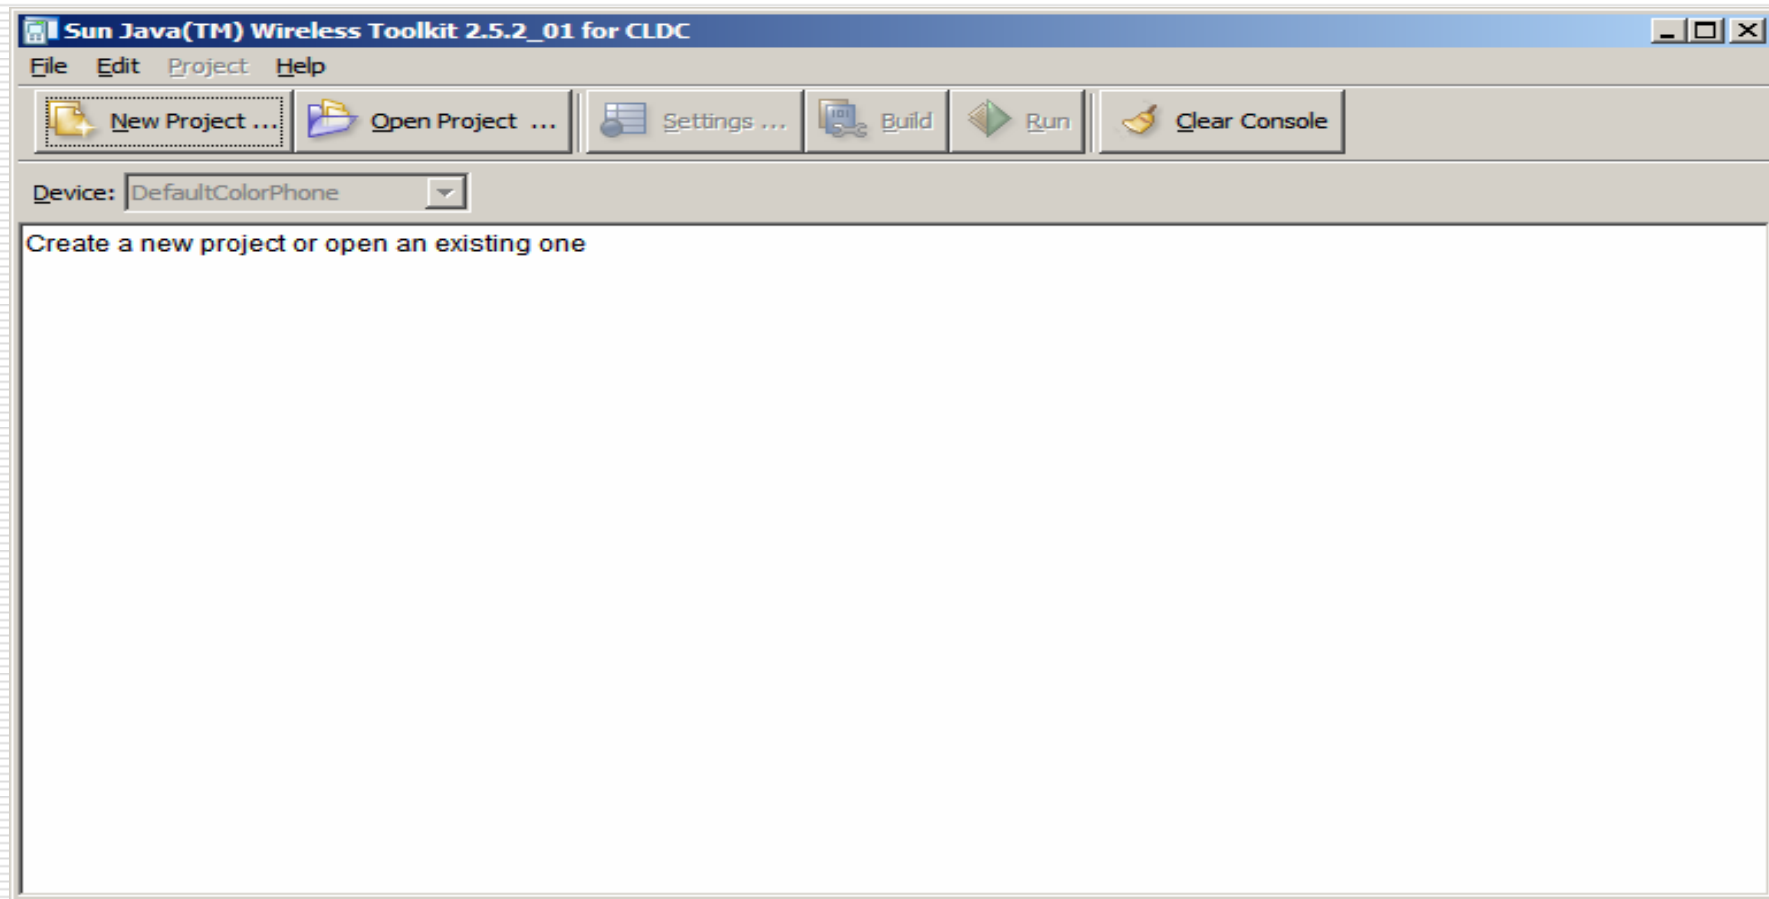 Sun Java(TM) Wireless Toolkit 2.5.2_01 for CLDC
File Edit Project Help
New Project ... Open Project ... Settings ... Build Run Clear Console
Device: DefaultColorPhone
Create a new project or open an existing one